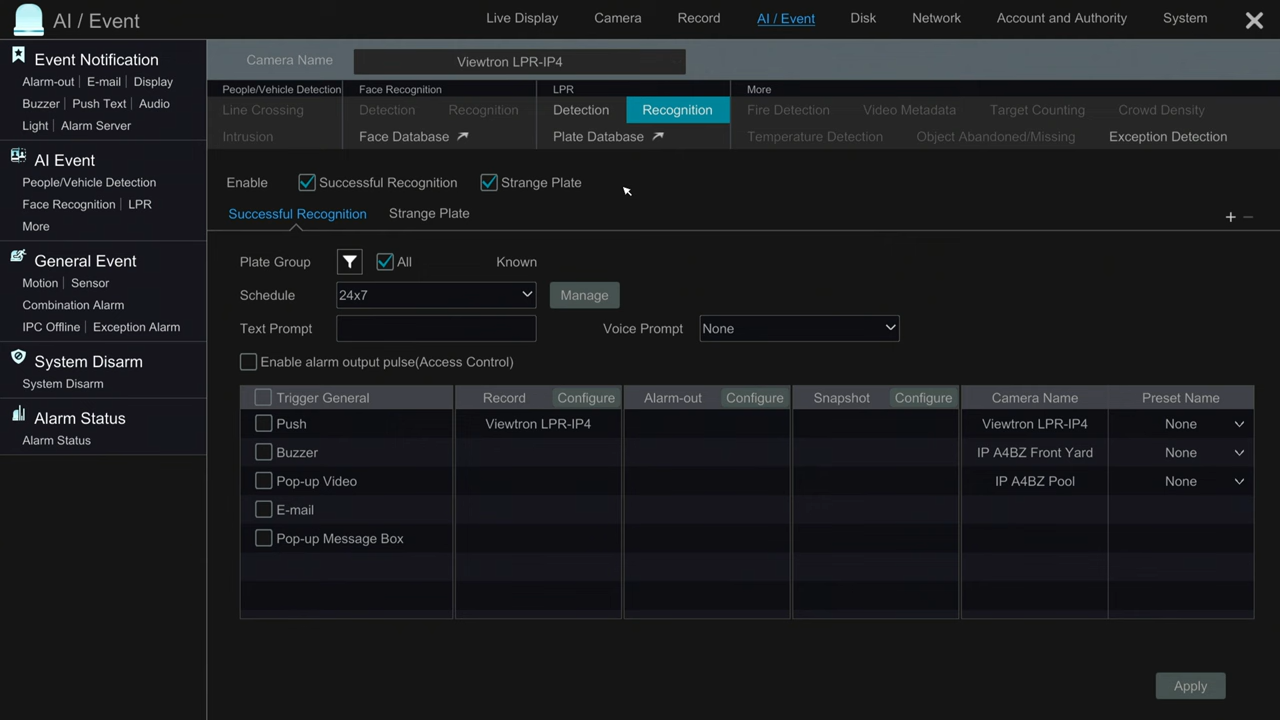 AI / Event
Live Display Camera Record AI / Event Disk Network Account and Authority System
Event Notification
Alarm-out E-mail Display
Buzzer Push Text Audio
Light Alarm Server
AI Event
People/Vehicle Detection
Face Recognition LPR
More
General Event
Motion Sensor
Combination Alarm
IPC Offline Exception Alarm
System Disarm
System Disarm
Alarm Status
Alarm Status
Camera Name Viewtron LPR-IP4
People/Vehicle Detection Face Recognition LPR More
Line Crossing Detection Recognition Detection Recognition Fire Detection Video Metadata Target Counting Crowd Density
Intrusion Face Database Plate Database Temperature Detection Object Abandoned/Missing Exception Detection
Enable Successful Recognition Strange Plate
Successful Recognition Strange Plate + −
Plate Group All Known
Schedule 24x7 Manage
Text Prompt Voice Prompt None
Enable alarm output pulse(Access Control)
Trigger General Record Configure Alarm-out Configure Snapshot Configure Camera Name Preset Name
Push Viewtron LPR-IP4 Viewtron LPR-IP4 None
Buzzer IP A4BZ Front Yard None
Pop-up Video IP A4BZ Pool None
E-mail
Pop-up Message Box
Apply